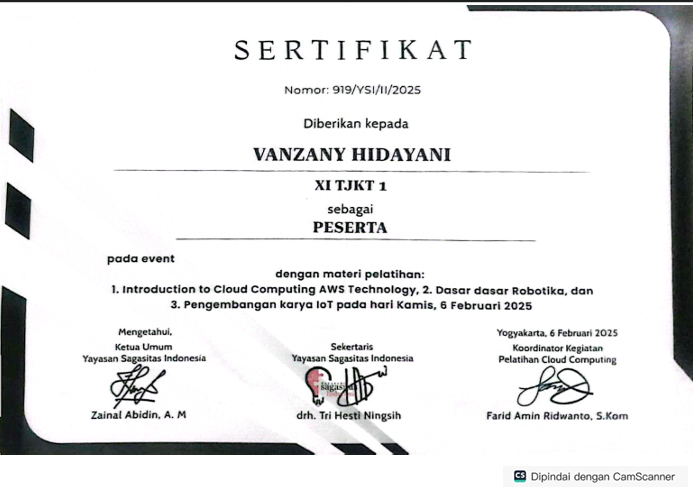 SERTIFIKAT
Nomor: 919/YSI/II/2025
Diberikan kepada
VANZANY HIDAYANI
XI TJKT 1
sebagai
PESERTA
pada event
dengan materi pelatihan:
1. Introduction to Cloud Computing AWS Technology, 2. Dasar dasar Robotika, dan
3. Pengembangan karya IoT pada hari Kamis, 6 Februari 2025
Mengetahui,
Ketua Umum
Yayasan Sagasitas Indonesia
Zainal Abidin, A. M
Sekertaris
Yayasan Sagasitas Indonesia
sagasitas
drh. Tri Hesti Ningsih
Yogyakarta, 6 Februari 2025
Koordinator Kegiatan
Pelatihan Cloud Computing
Farid Amin Ridwanto, S.Kom
CS Dipindai dengan CamScanner